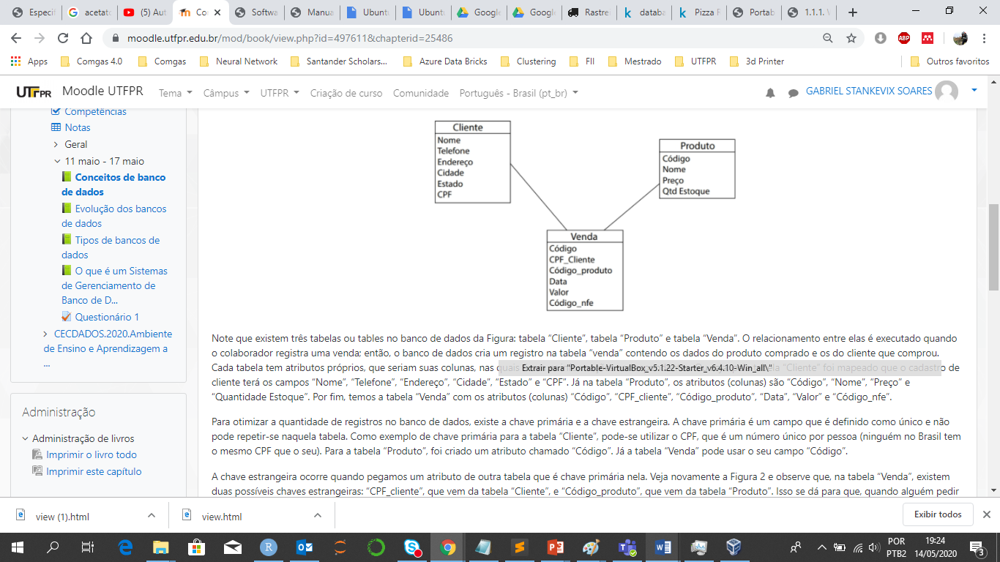 Especif
acetato
(5) Aut
Co
Softwa
Manua
Ubuntu
Ubuntu
Google
Google
Rastre
databa
Pizza R
Portab
1.1.1. V
moodle.utfpr.edu.br/mod/book/view.php?id=497611&chapterid=25486
ABP
Apps
Comgas 4.0
Comgas
Neural Network
Santander Scholars...
Azure Data Bricks
Clustering
FII
Mestrado
UTFPR
3d Printer
Outros favoritos
UTFPR
Moodle UTFPR
Tema
Câmpus
UTFPR
Criação de curso
Comunidade
Português - Brasil (pt_br)
GABRIEL STANKEVIX SOARES
Competências
Notas
Geral
11 maio - 17 maio
Conceitos de banco
de dados
Evolução dos bancos
de dados
Tipos de bancos de
dados
O que é um Sistemas
de Gerenciamento de
Banco de D...
Questionário 1
CECDADOS.2020.Ambiente
de Ensino e Aprendizagem a
...
Administração
Administração de livros
Imprimir o livro todo
Imprimir este capítulo
Cliente
Nome
Telefone
Endereço
Cidade
Estado
CPF
Produto
Código
Nome
Preço
Qtd Estoque
Venda
Código
CPF_Cliente
Código_produto
Data
Valor
Código_nfe
Note que existem três tabelas ou tables no banco de dados da Figura: tabela “Cliente”, tabela “Produto” e tabela “Venda”. O relacionamento entre elas é executado quando
o colaborador registra uma venda; então, o banco de dados cria um registro na tabela “venda” contendo os dados do produto comprado e os do cliente que comprou.
Cada tabela tem atributos próprios, que seriam suas colunas, nas quais “Cliente” foi mapeado que o cadastro de
Extrair para "Portable-VirtualBox_v5.1.22-Starter_v6.4.10-Win_all\"
cliente terá os campos “Nome”, “Telefone”, “Endereço”, “Cidade”, “Estado” e “CPF”. Já na tabela “Produto”, os atributos (colunas) são “Código”, “Nome”, “Preço” e
“Quantidade Estoque”. Por fim, temos a tabela “Venda” com os atributos (colunas) “Código”, “CPF_cliente”, “Código_produto”, “Data”, “Valor” e “Código_nfe”.
Para otimizar a quantidade de registros no banco de dados, existe a chave primária e a chave estrangeira. A chave primária é um campo que é definido como único e não
pode repetir-se naquela tabela. Como exemplo de chave primária para a tabela “Cliente”, pode-se utilizar o CPF, que é um número único por pessoa (ninguém no Brasil tem
o mesmo CPF que o seu). Para a tabela “Produto”, foi criado um atributo chamado “Código”. Já a tabela “Venda” pode usar o seu campo “Código”.
A chave estrangeira ocorre quando pegamos um atributo de outra tabela que é chave primária nela. Veja novamente a Figura 2 e observe que, na tabela “Venda”, existem
duas possíveis chaves estrangeiras: “CPF_cliente”, que vem da tabela “Cliente”, e “Código_produto”, que vem da tabela “Produto”. Isso se dá para que, quando alguém pedir
view (1).html
view.html
Exibir todos
POR
PTB2
19:24
14/05/2020
3